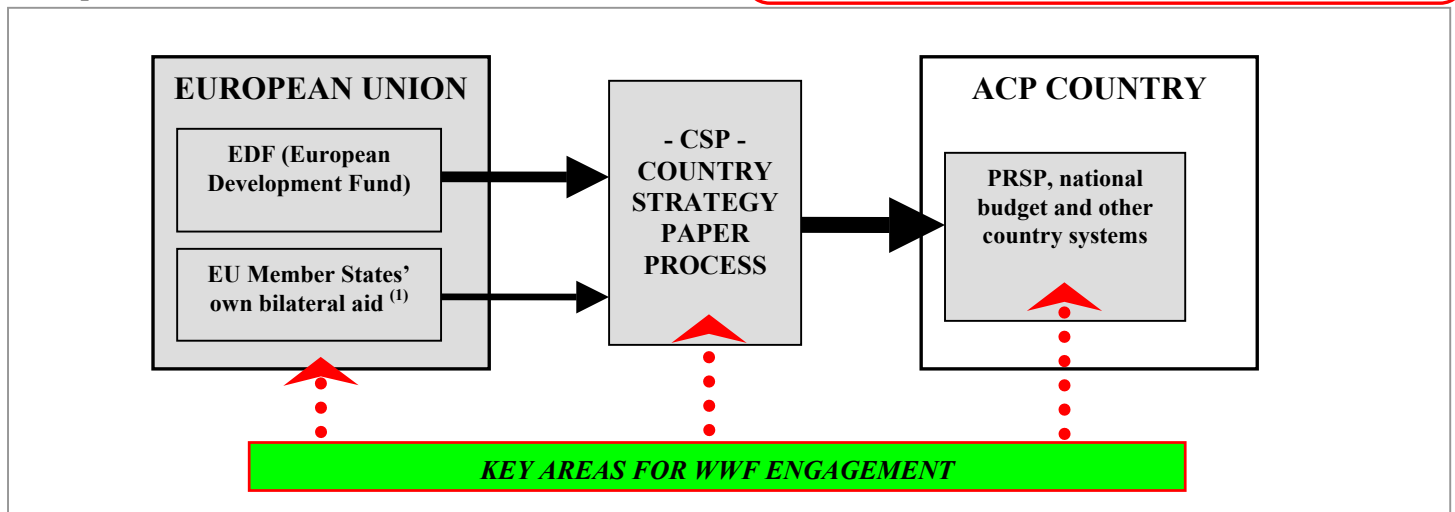 EUROPEAN UNION
EDF (European
Development Fund)
EU Member States'
own bilateral aid (1)
- CSP -
COUNTRY
STRATEGY
PAPER
PROCESS
ACP COUNTRY
PRSP, national
budget and other
country systems
KEY AREAS FOR WWF ENGAGEMENT